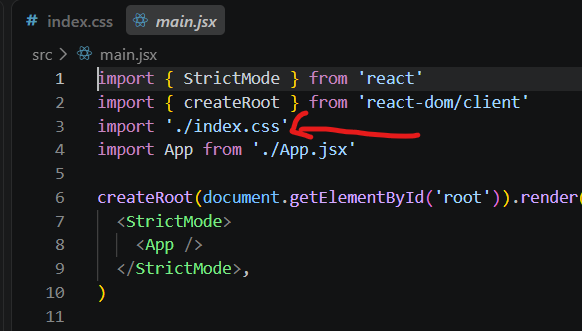 # index.css main.jsx
src > main.jsx
1 import { StrictMode } from 'react'
2 import { createRoot } from 'react-dom/client'
3 import './index.css'
4 import App from './App.jsx'
5
6 createRoot(document.getElementById('root')).render(
7 <StrictMode>
8 <App />
9 </StrictMode>,
10 )
11